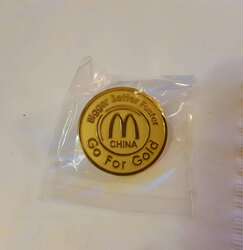 Bigger Better Faster
M
CHINA
Go For Gold